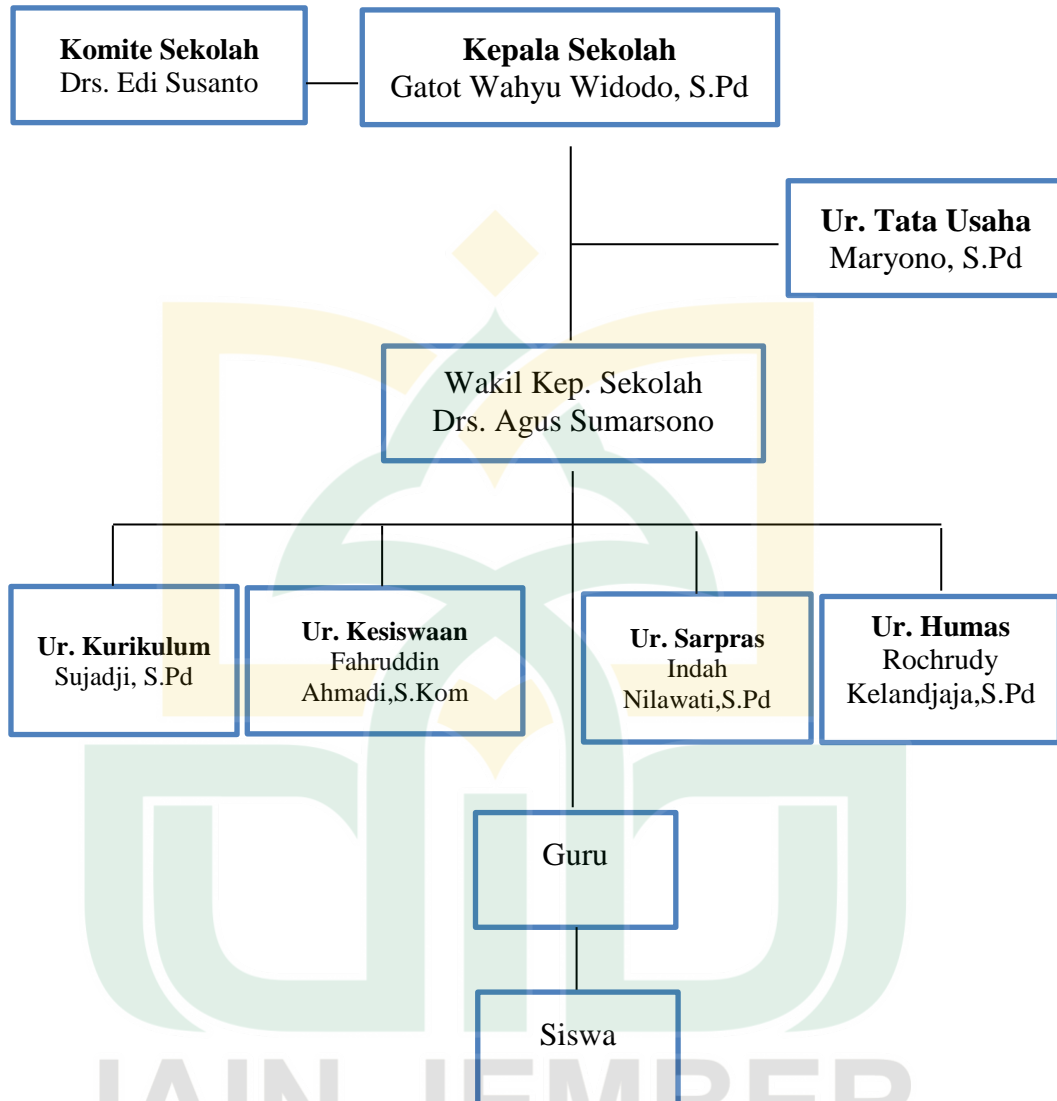 Komite Sekolah
Drs. Edi Susanto
Kepala Sekolah
Gatot Wahyu Widodo, S.Pd
Ur. Tata Usaha
Maryono, S.Pd
Wakil Kep. Sekolah
Drs. Agus Sumarsono
Ur. Kurikulum
Sujadji, S.Pd
Ur. Kesiswaan
Fahruddin
Ahmadi,S.Kom
Ur. Sarpras
Indah
Nilawati,S.Pd
Ur. Humas
Rochrudy
Kelandjaja,S.Pd
Guru
Siswa
IAIN JEMBER